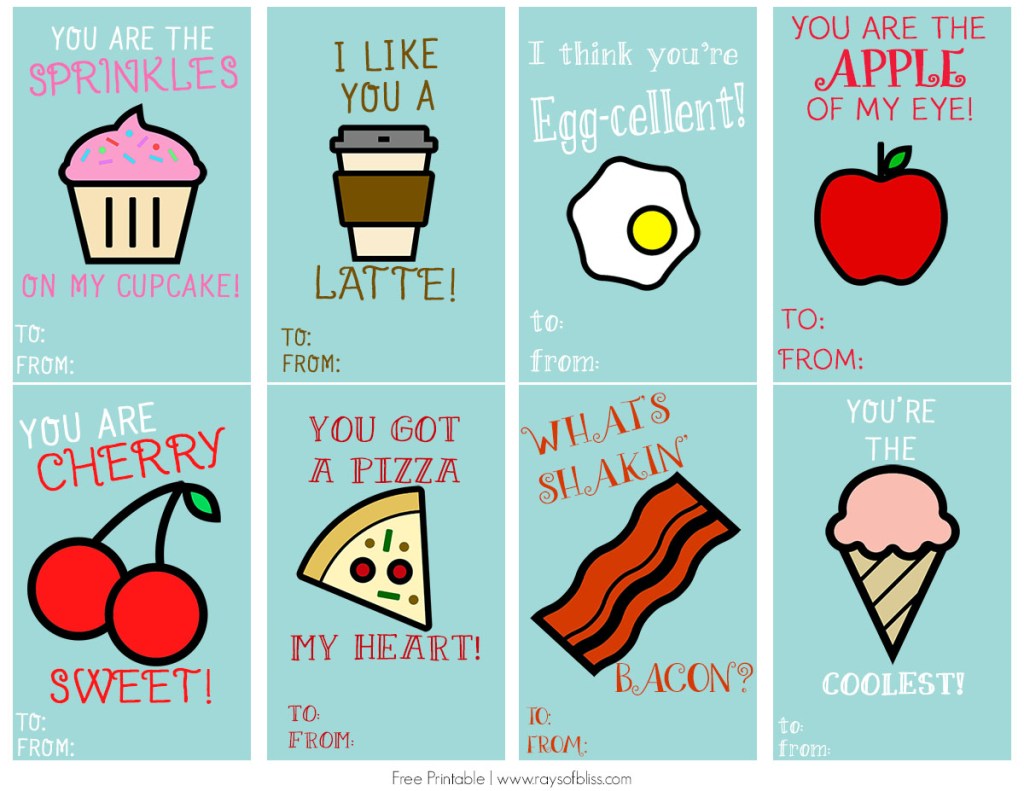 YOU ARE THE
SPRINKLES
ON MY CUPCAKE!
TO:
FROM:
I LIKE
YOU A
LATTE!
TO:
FROM:
I think you're
Egg-cellent!
to:
from:
YOU ARE THE
APPLE
OF MY EYE!
TO:
FROM:
YOU ARE
CHERRY
SWEET!
TO:
FROM:
YOU GOT
A PIZZA
MY HEART!
TO:
FROM:
WHAT'S
SHAKIN'
BACON?
TO:
FROM:
YOU'RE
THE
COOLEST!
to:
from:
Free Printable | www.raysofbliss.com